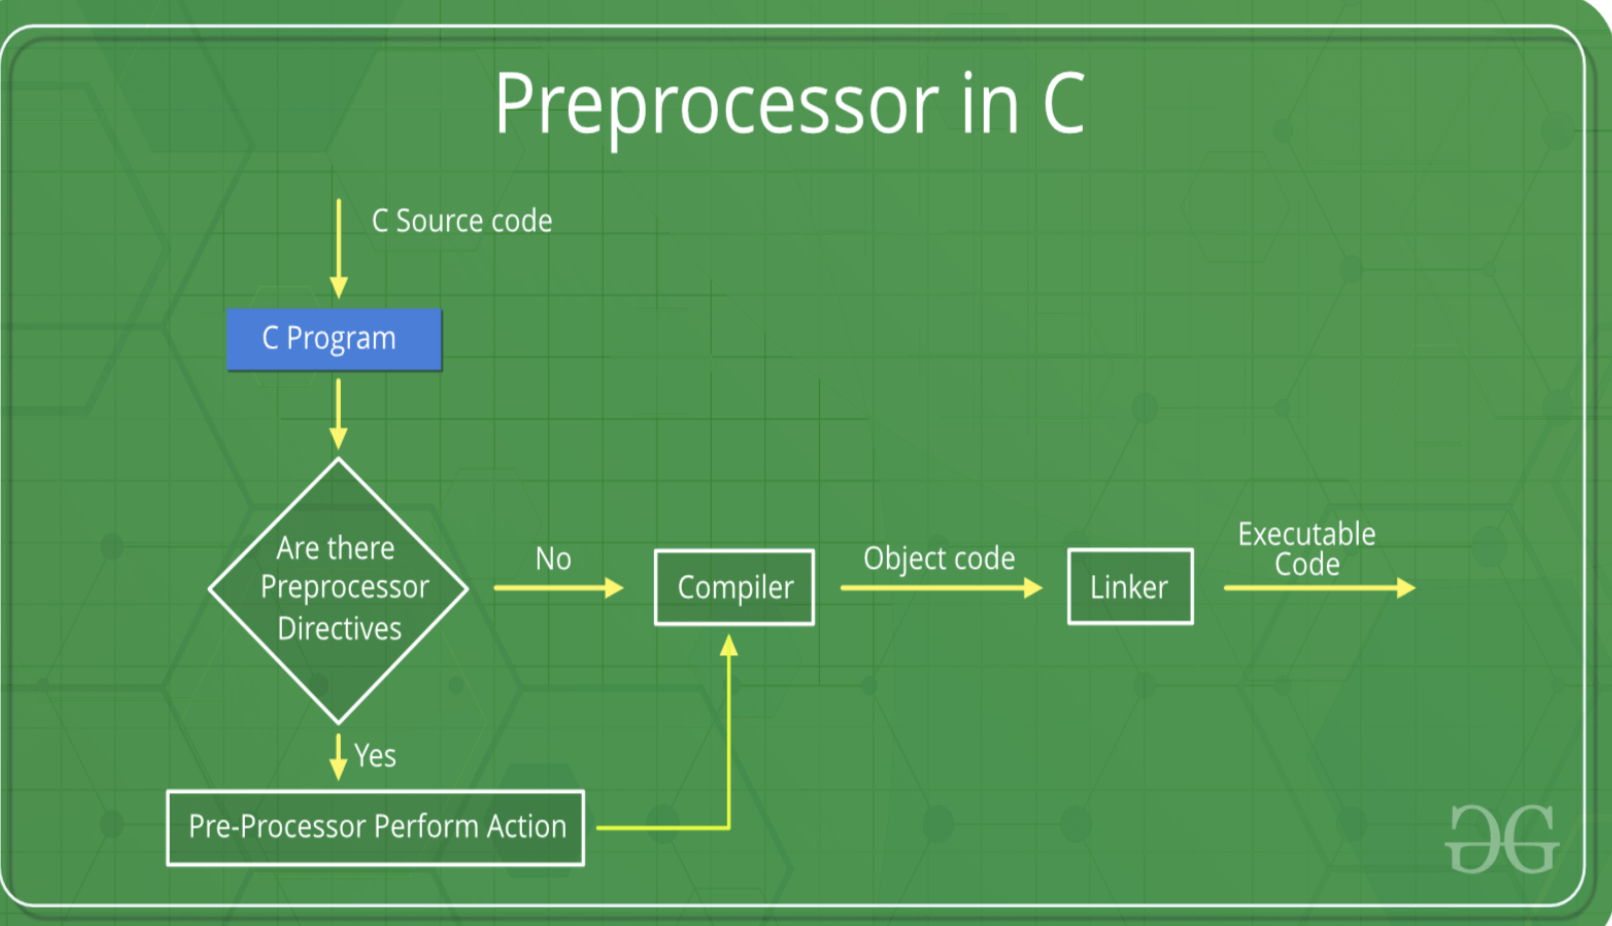 Preprocessor in C
C Source code
C Program
Are there
Preprocessor
Directives
No
Compiler
Object code
Linker
Executable
Code
Yes
Pre-Processor Perform Action